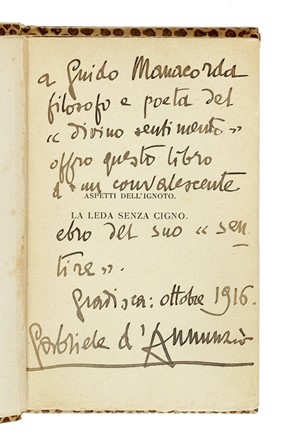 a Guido Manacorda
filosofo e poeta del
« divino sentimento »
offro questo libro
d'un convalescente
ASPETTI DELL'IGNOTO.
LA LEDA SENZA CIGNO.
ebro del suo « sen
tire ».
Gradisca: ottobre 1916.
Gabriele d'Annunzio